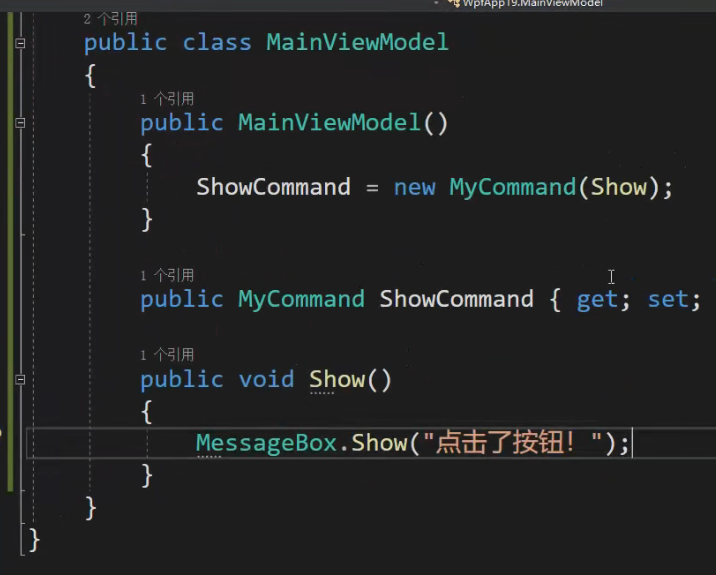 WpfApp19.MainViewModel
2 个引用
public class MainViewModel
{
1 个引用
public MainViewModel()
{
ShowCommand = new MyCommand(Show);
}
1 个引用
public MyCommand ShowCommand { get; set;
1 个引用
public void Show()
{
MessageBox.Show("点击了按钮！");
}
}
}